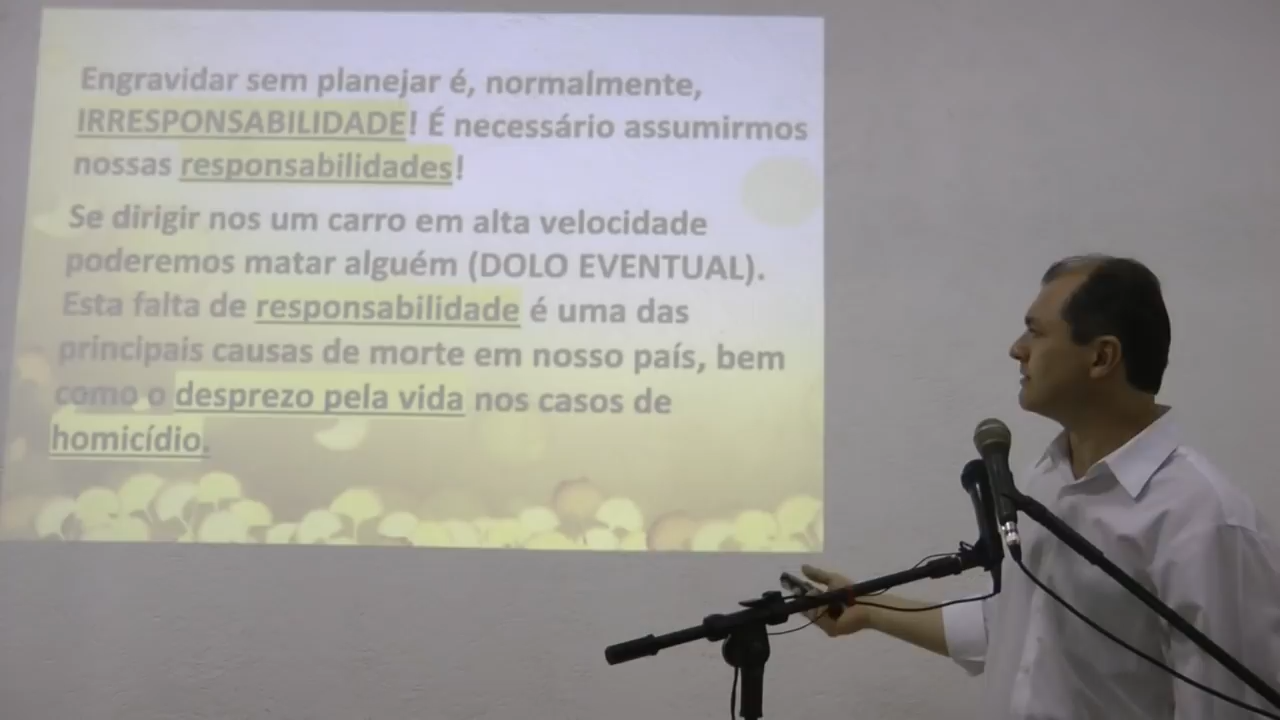 Engravidar sem planejar é, normalmente,
IRRESPONSABILIDADE! É necessário assumirmos
nossas responsabilidades!
Se dirigir nos um carro em alta velocidade
poderemos matar alguém (DOLO EVENTUAL).
Esta falta de responsabilidade é uma das
principais causas de morte em nosso país, bem
como o desprezo pela vida nos casos de
homicídio.